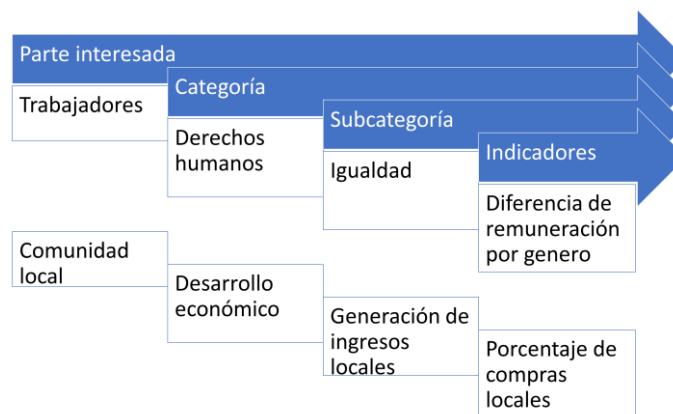 Parte interesada
Trabajadores
Categoría
Derechos
humanos
Subcategoría
Igualdad
Indicadores
Diferencia de
remuneración
por genero
Comunidad
local
Desarrollo
económico
Generación de
ingresos
locales
Porcentaje de
compras
locales